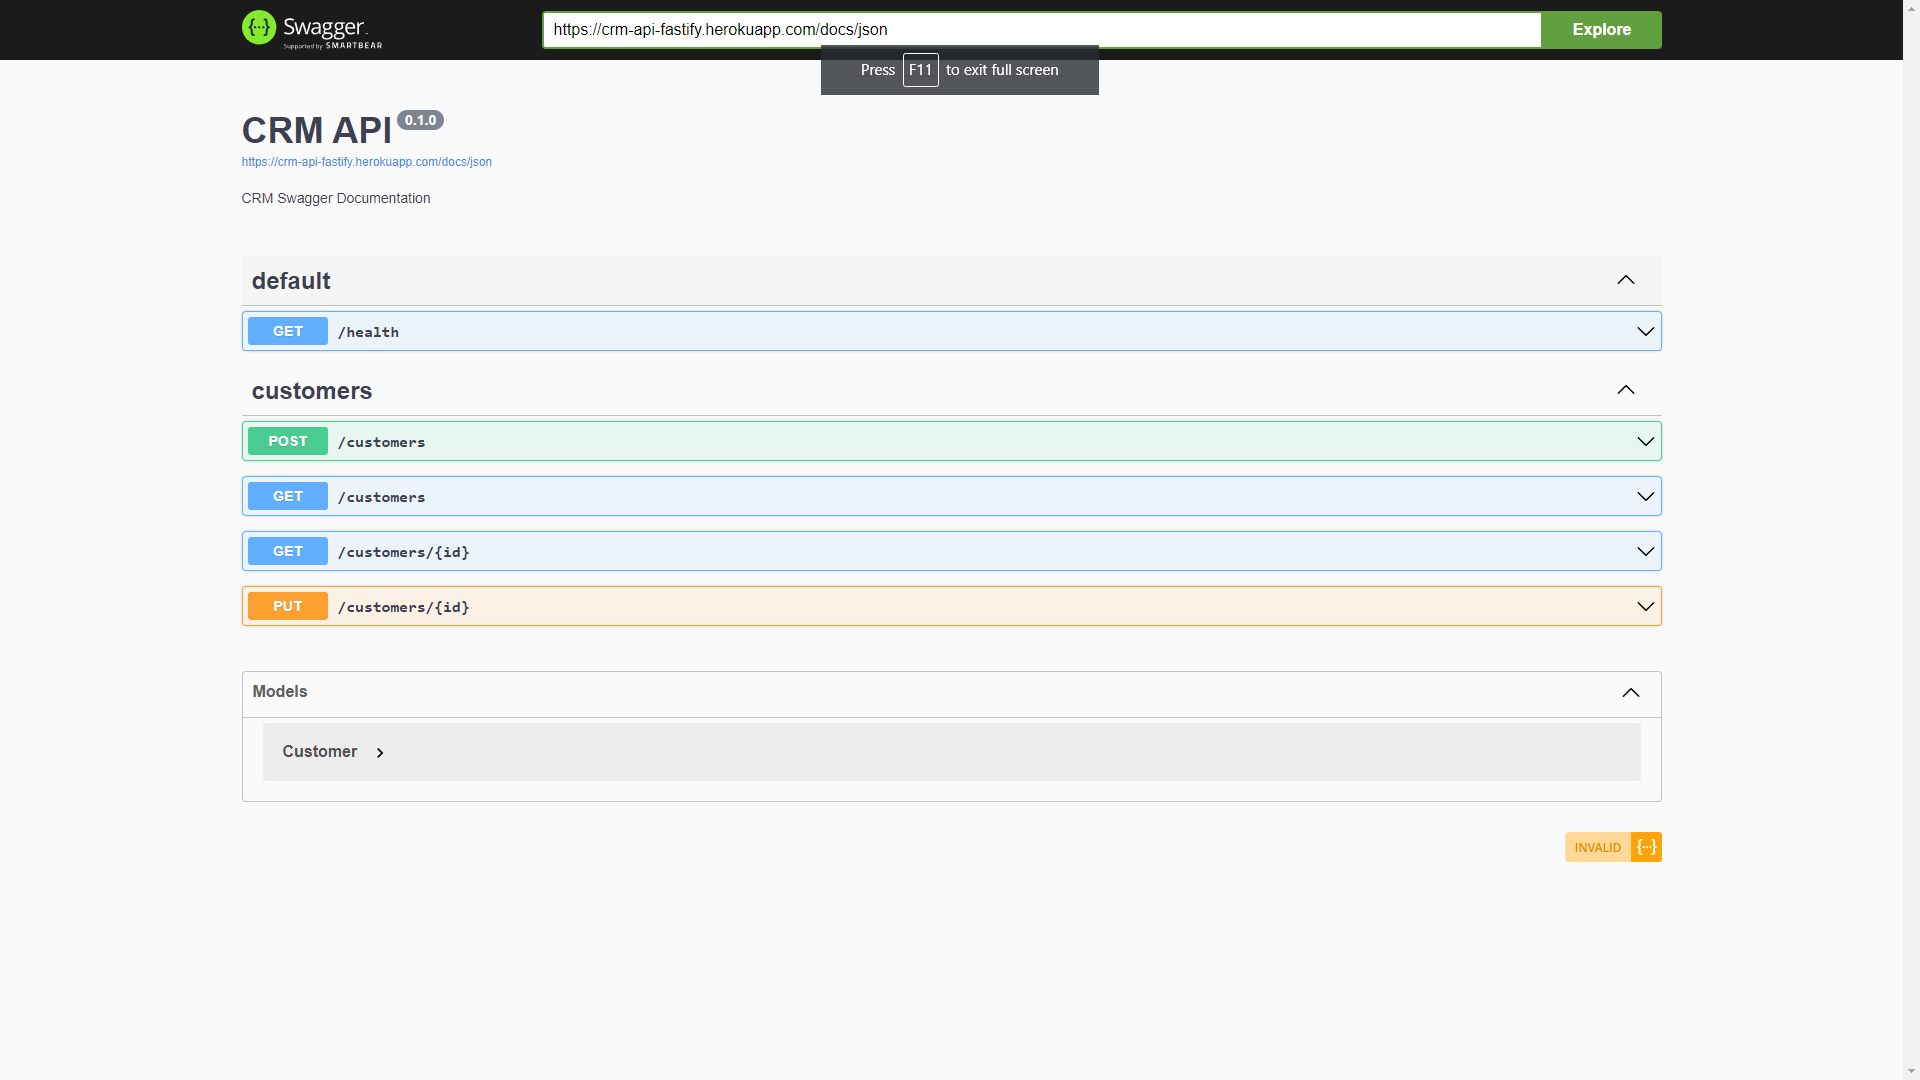 Swagger
Supported by SMARTBEAR
https://crm-api-fastify.herokuapp.com/docs/json
Explore
Press F11 to exit full screen
CRM API 0.1.0
https://crm-api-fastify.herokuapp.com/docs/json
CRM Swagger Documentation
default
GET /health
customers
POST /customers
GET /customers
GET /customers/{id}
PUT /customers/{id}
Models
Customer
INVALID {...}